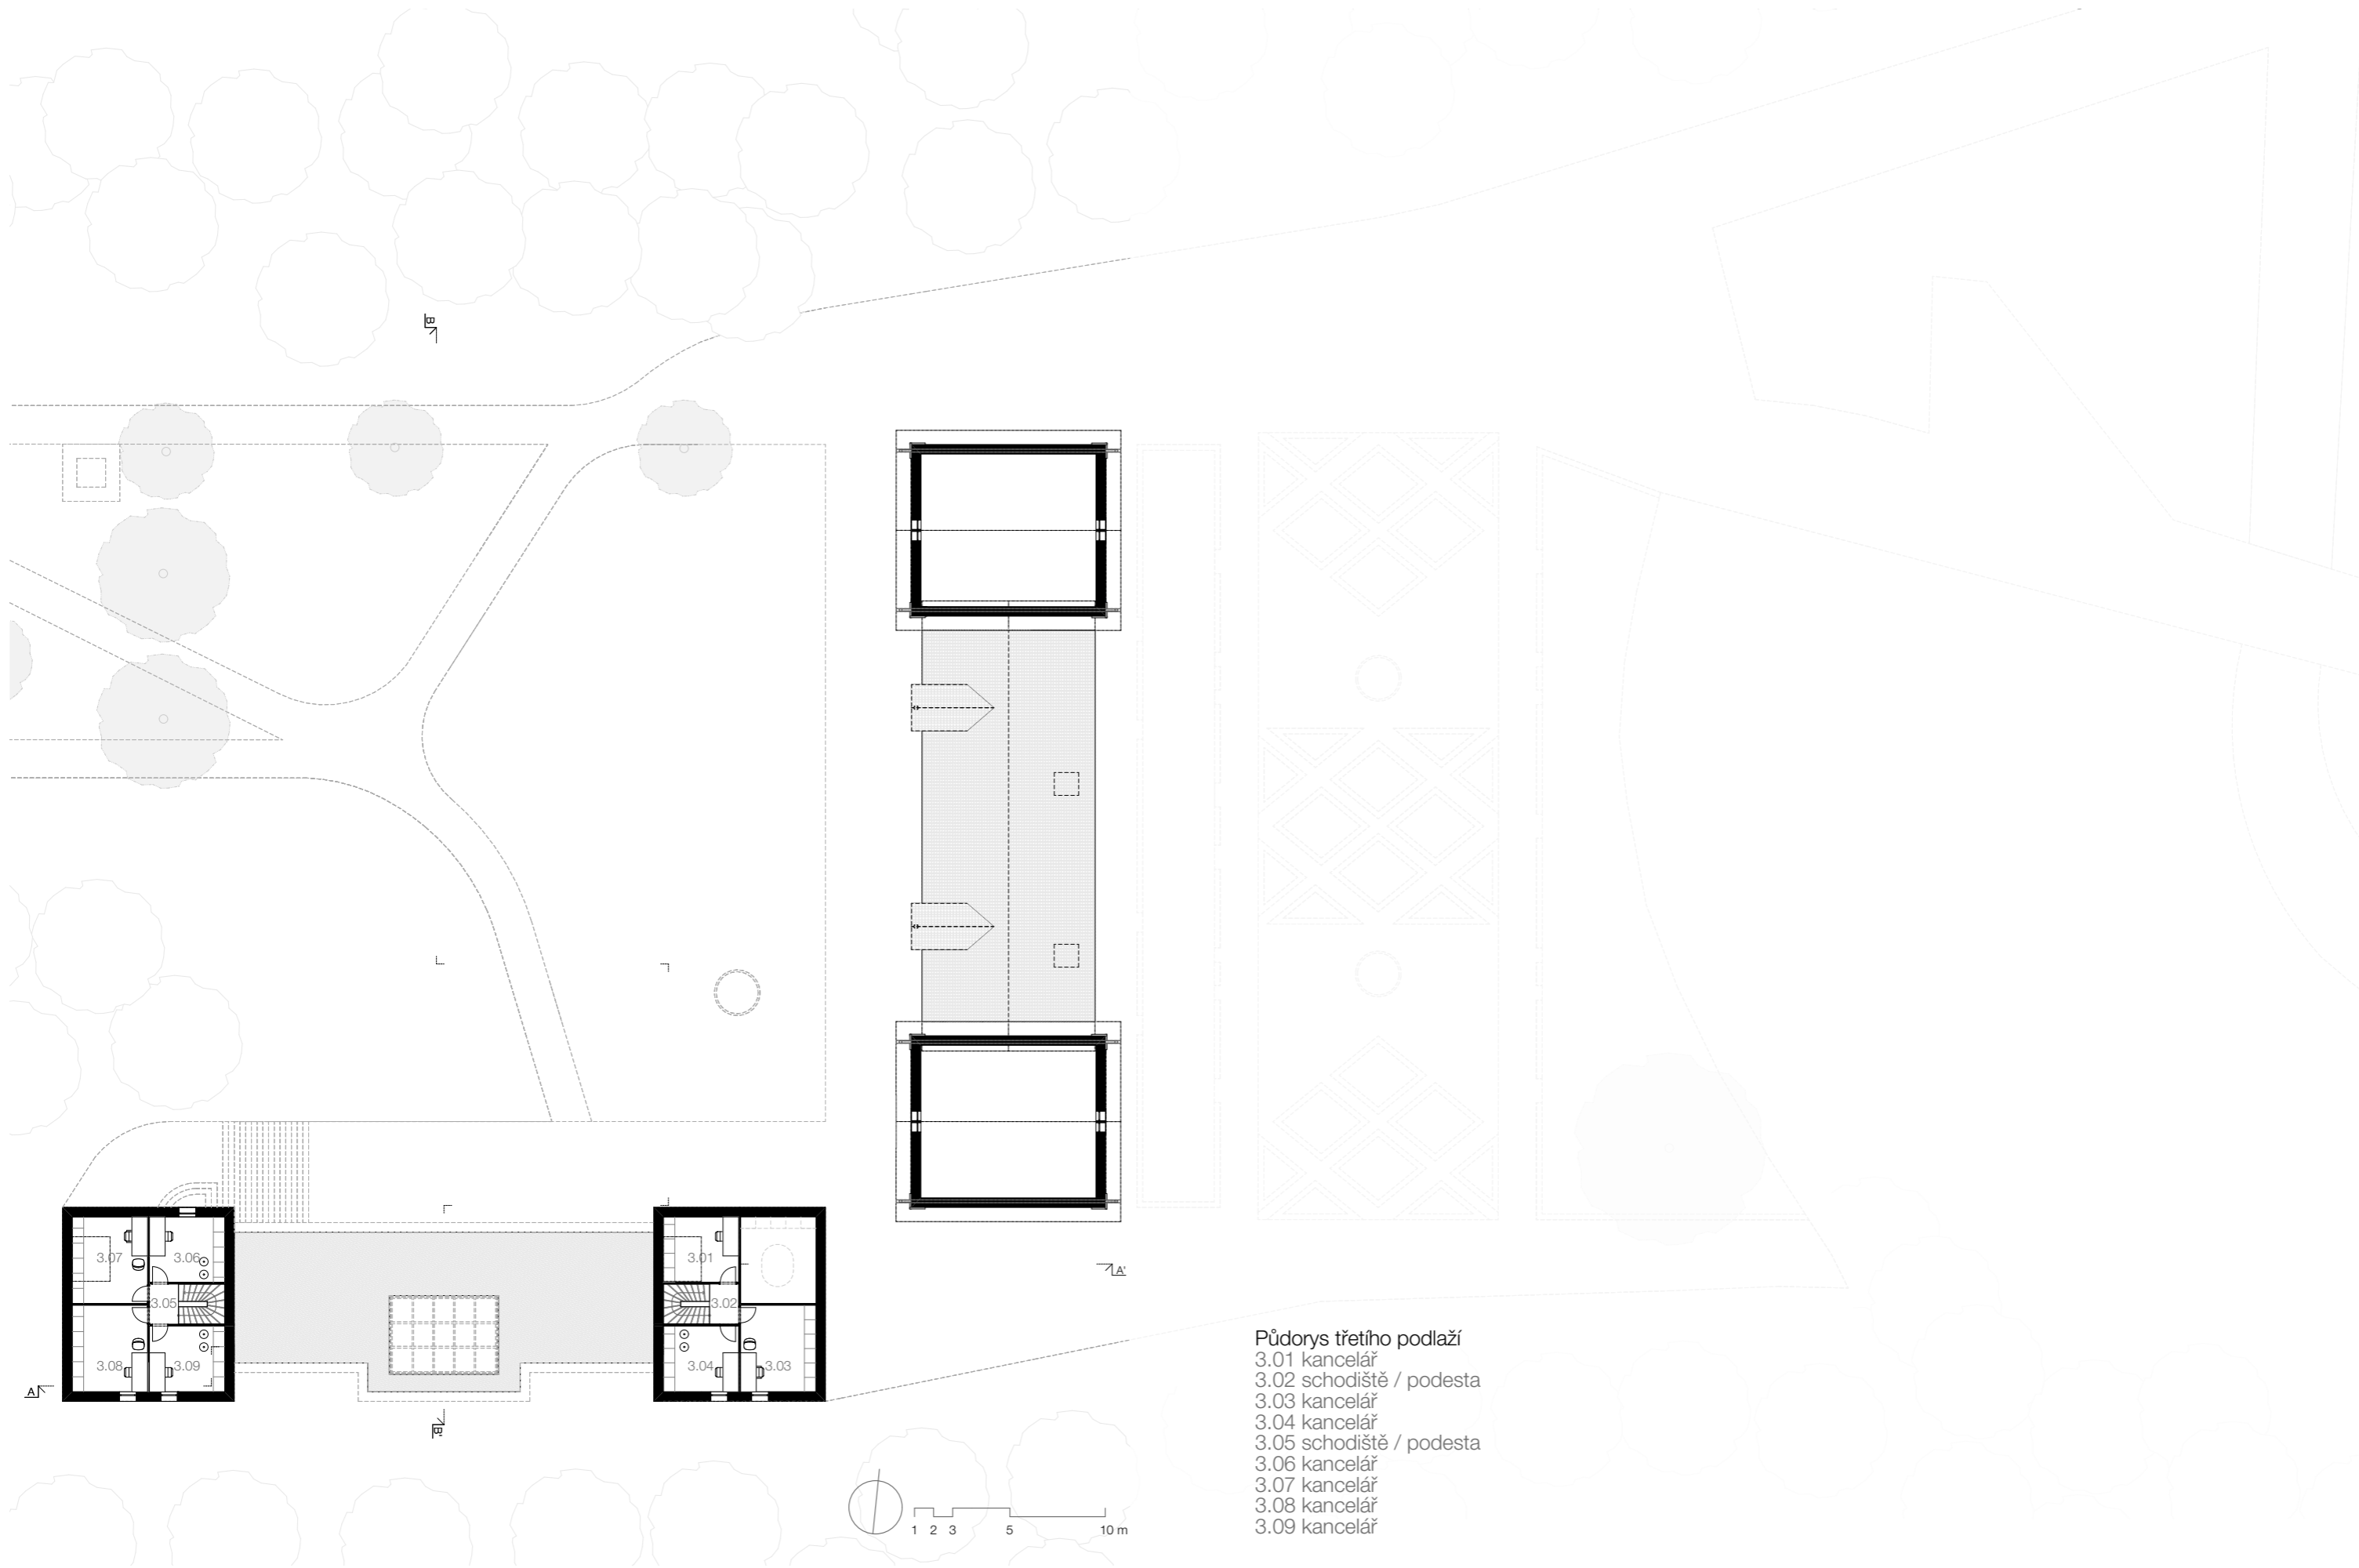 B
3.07
3.06
3.05
3.08
3.09
3.01
3.02
3.04
3.03
A
A'
B'
1 2 3 5 10 m
Půdorys třetího podlaží
3.01 kancelář
3.02 schodiště / podesta
3.03 kancelář
3.04 kancelář
3.05 schodiště / podesta
3.06 kancelář
3.07 kancelář
3.08 kancelář
3.09 kancelář